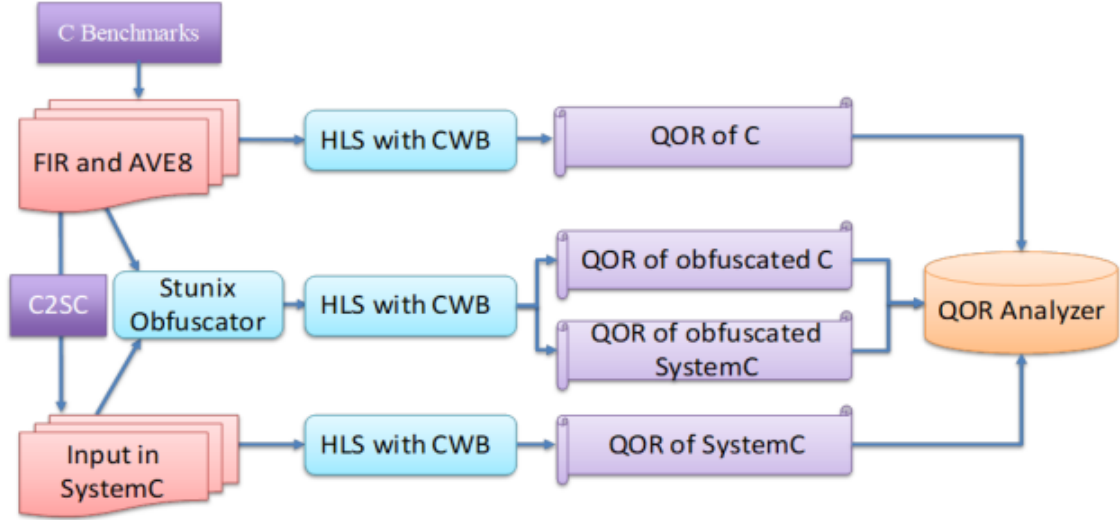 C Benchmarks
FIR and AVE8
HLS with CWB
QOR of C
C2SC
Stunix
Obfuscator
HLS with CWB
QOR of obfuscated C
QOR of obfuscated
SystemC
QOR Analyzer
Input in
SystemC
HLS with CWB
QOR of SystemC